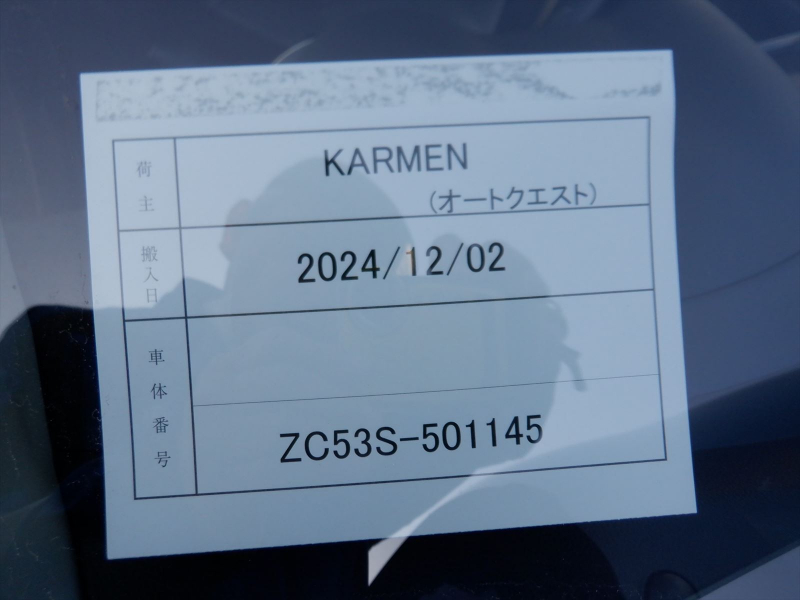 荷主 KARMEN
(オートクエスト)
搬入日 2024/12/02
車体番号 ZC53S-501145